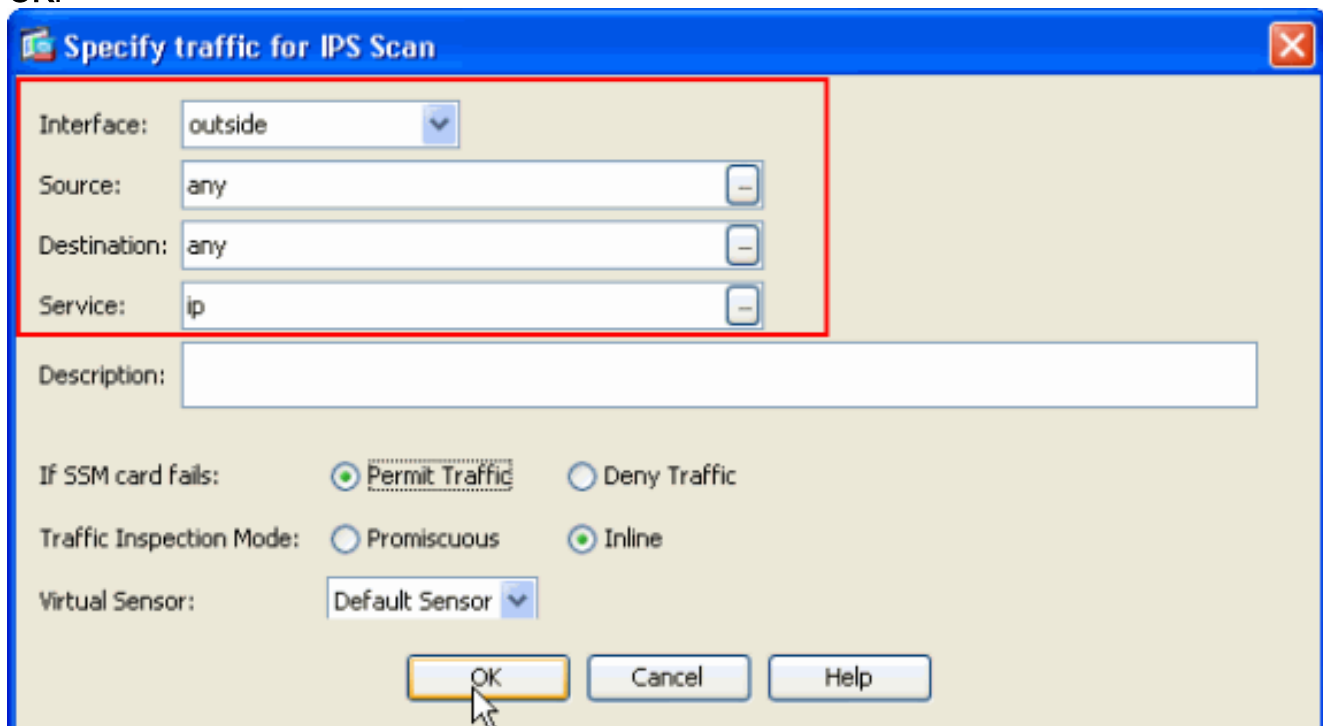 OK.
Specify traffic for IPS Scan
Interface: outside
Source: any
Destination: any
Service: ip
Description:
If SSM card fails: Permit Traffic Deny Traffic
Traffic Inspection Mode: Promiscuous Inline
Virtual Sensor: Default Sensor
OK Cancel Help